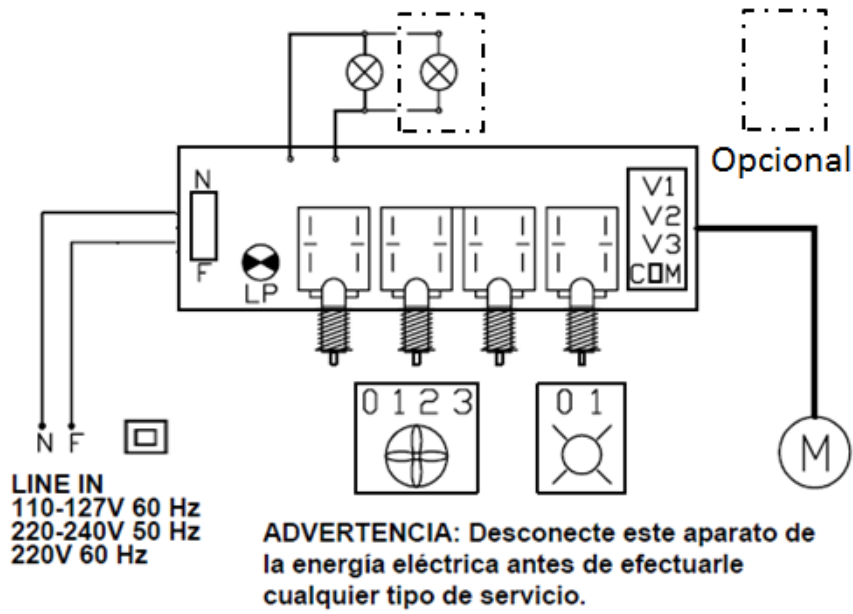 Opcional
N
F
LP
V1
V2
V3
COM
0 1 2 3
0 1
M
N F
LINE IN
110-127V 60 Hz
220-240V 50 Hz
220V 60 Hz
ADVERTENCIA: Desconecte este aparato de
la energía eléctrica antes de efectuarle
cualquier tipo de servicio.